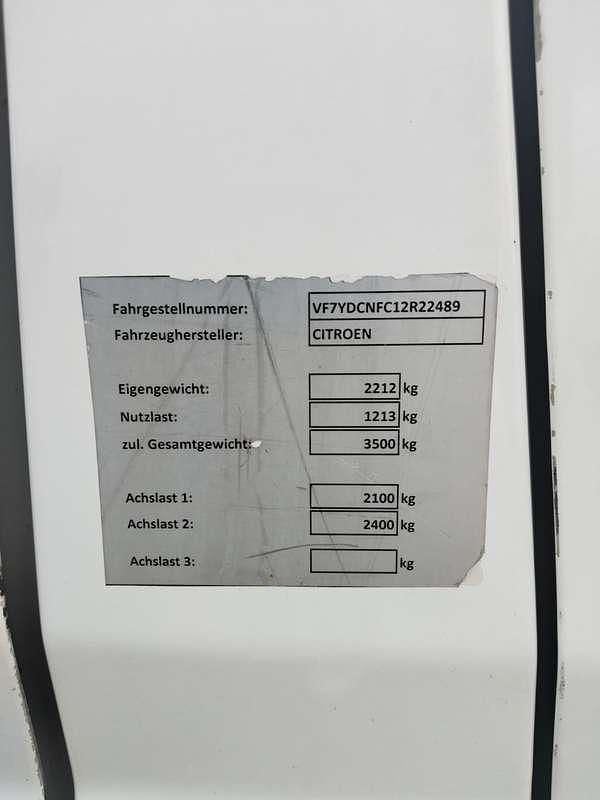 Fahrgestellnummer: VF7YDCNFC12R22489
Fahrzeughersteller: CITROEN
Eigengewicht: 2212 kg
Nutzlast: 1213 kg
zul. Gesamtgewicht: 3500 kg
Achslast 1: 2100 kg
Achslast 2: 2400 kg
Achslast 3: kg